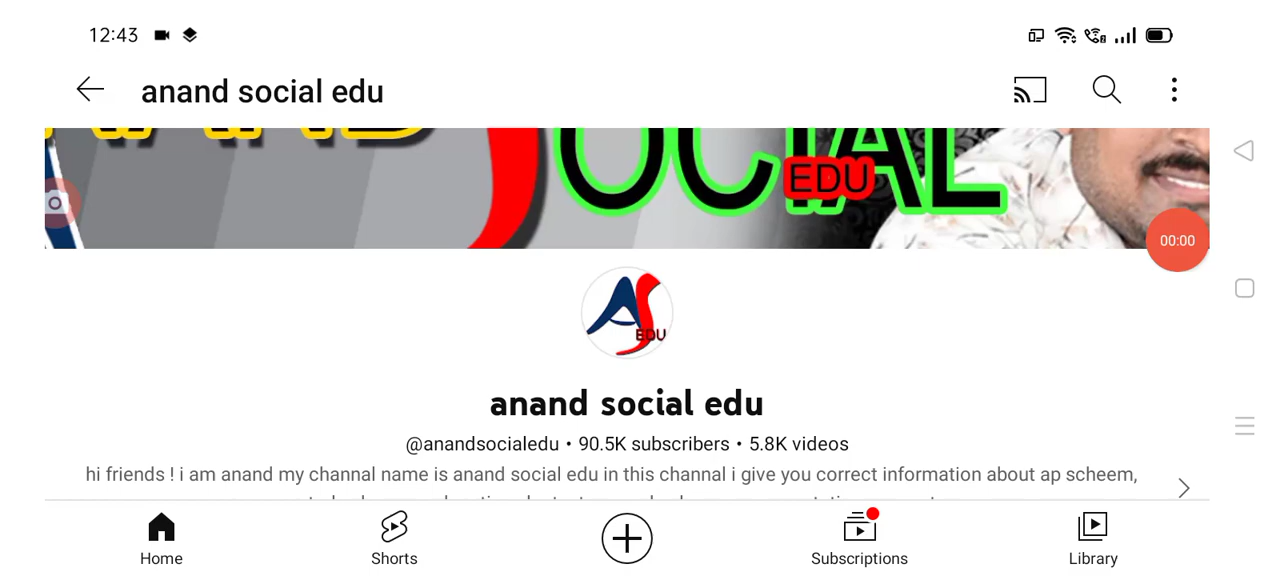 12:43
anand social edu
SOCIAL
EDU
00:00
AS
EDU
anand social edu
@anandsocialedu • 90.5K subscribers • 5.8K videos
hi friends ! i am anand my channal name is anand social edu in this channal i give you correct information about ap scheem,
Home
Shorts
Subscriptions
Library